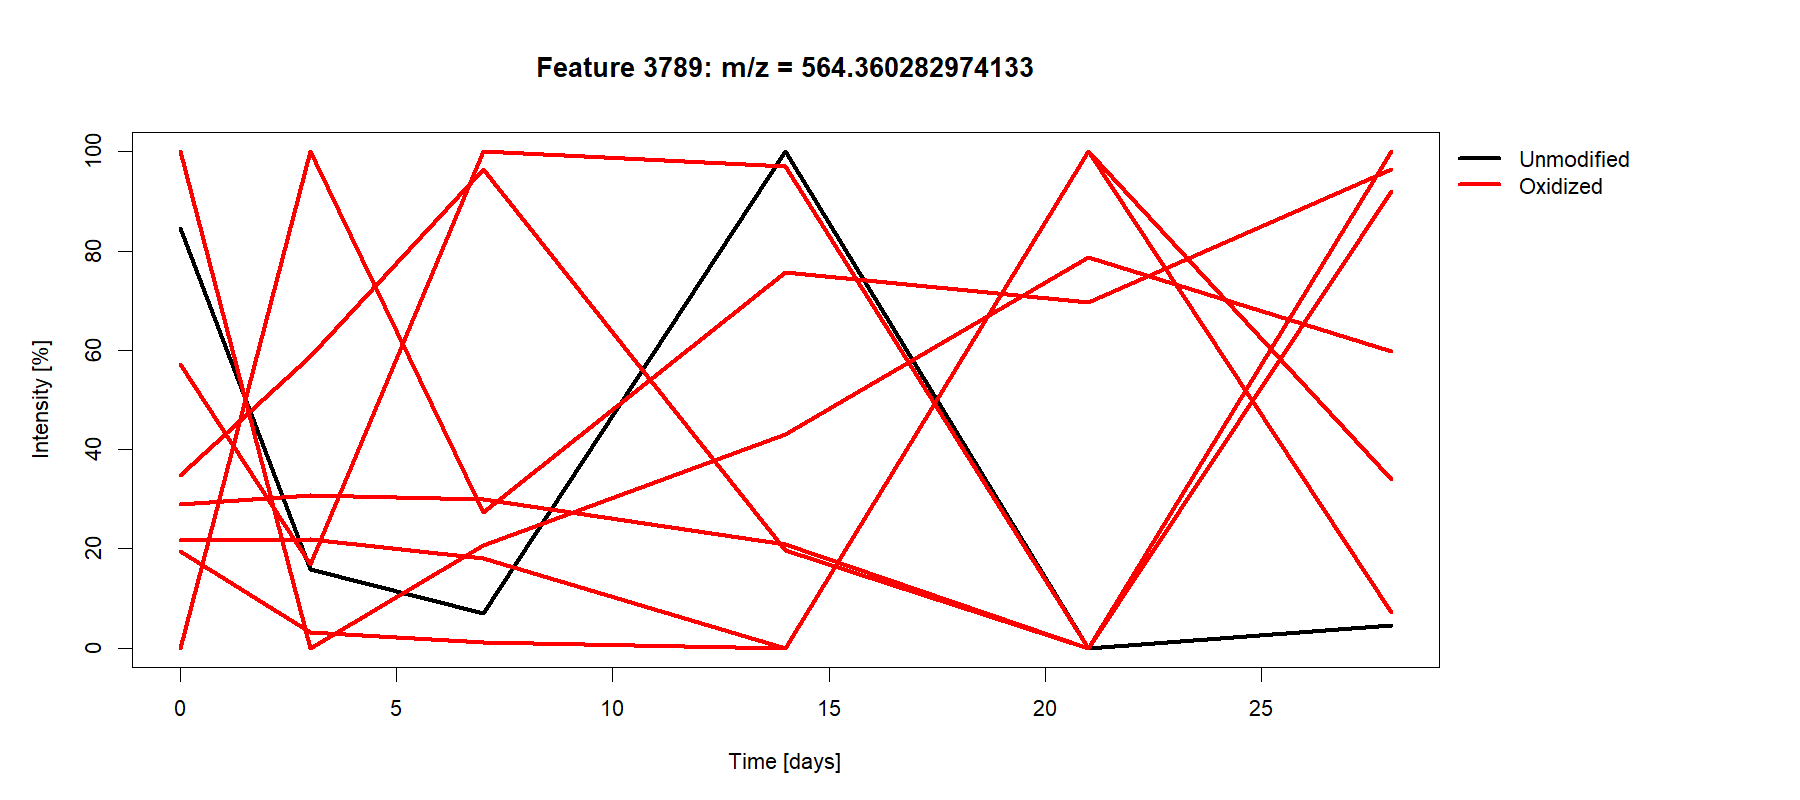 Feature 3789: m/z = 564.360282974133
Unmodified
Oxidized
Intensity [%]
100
80
60
40
20
0
0 5 10 15 20 25
Time [days]